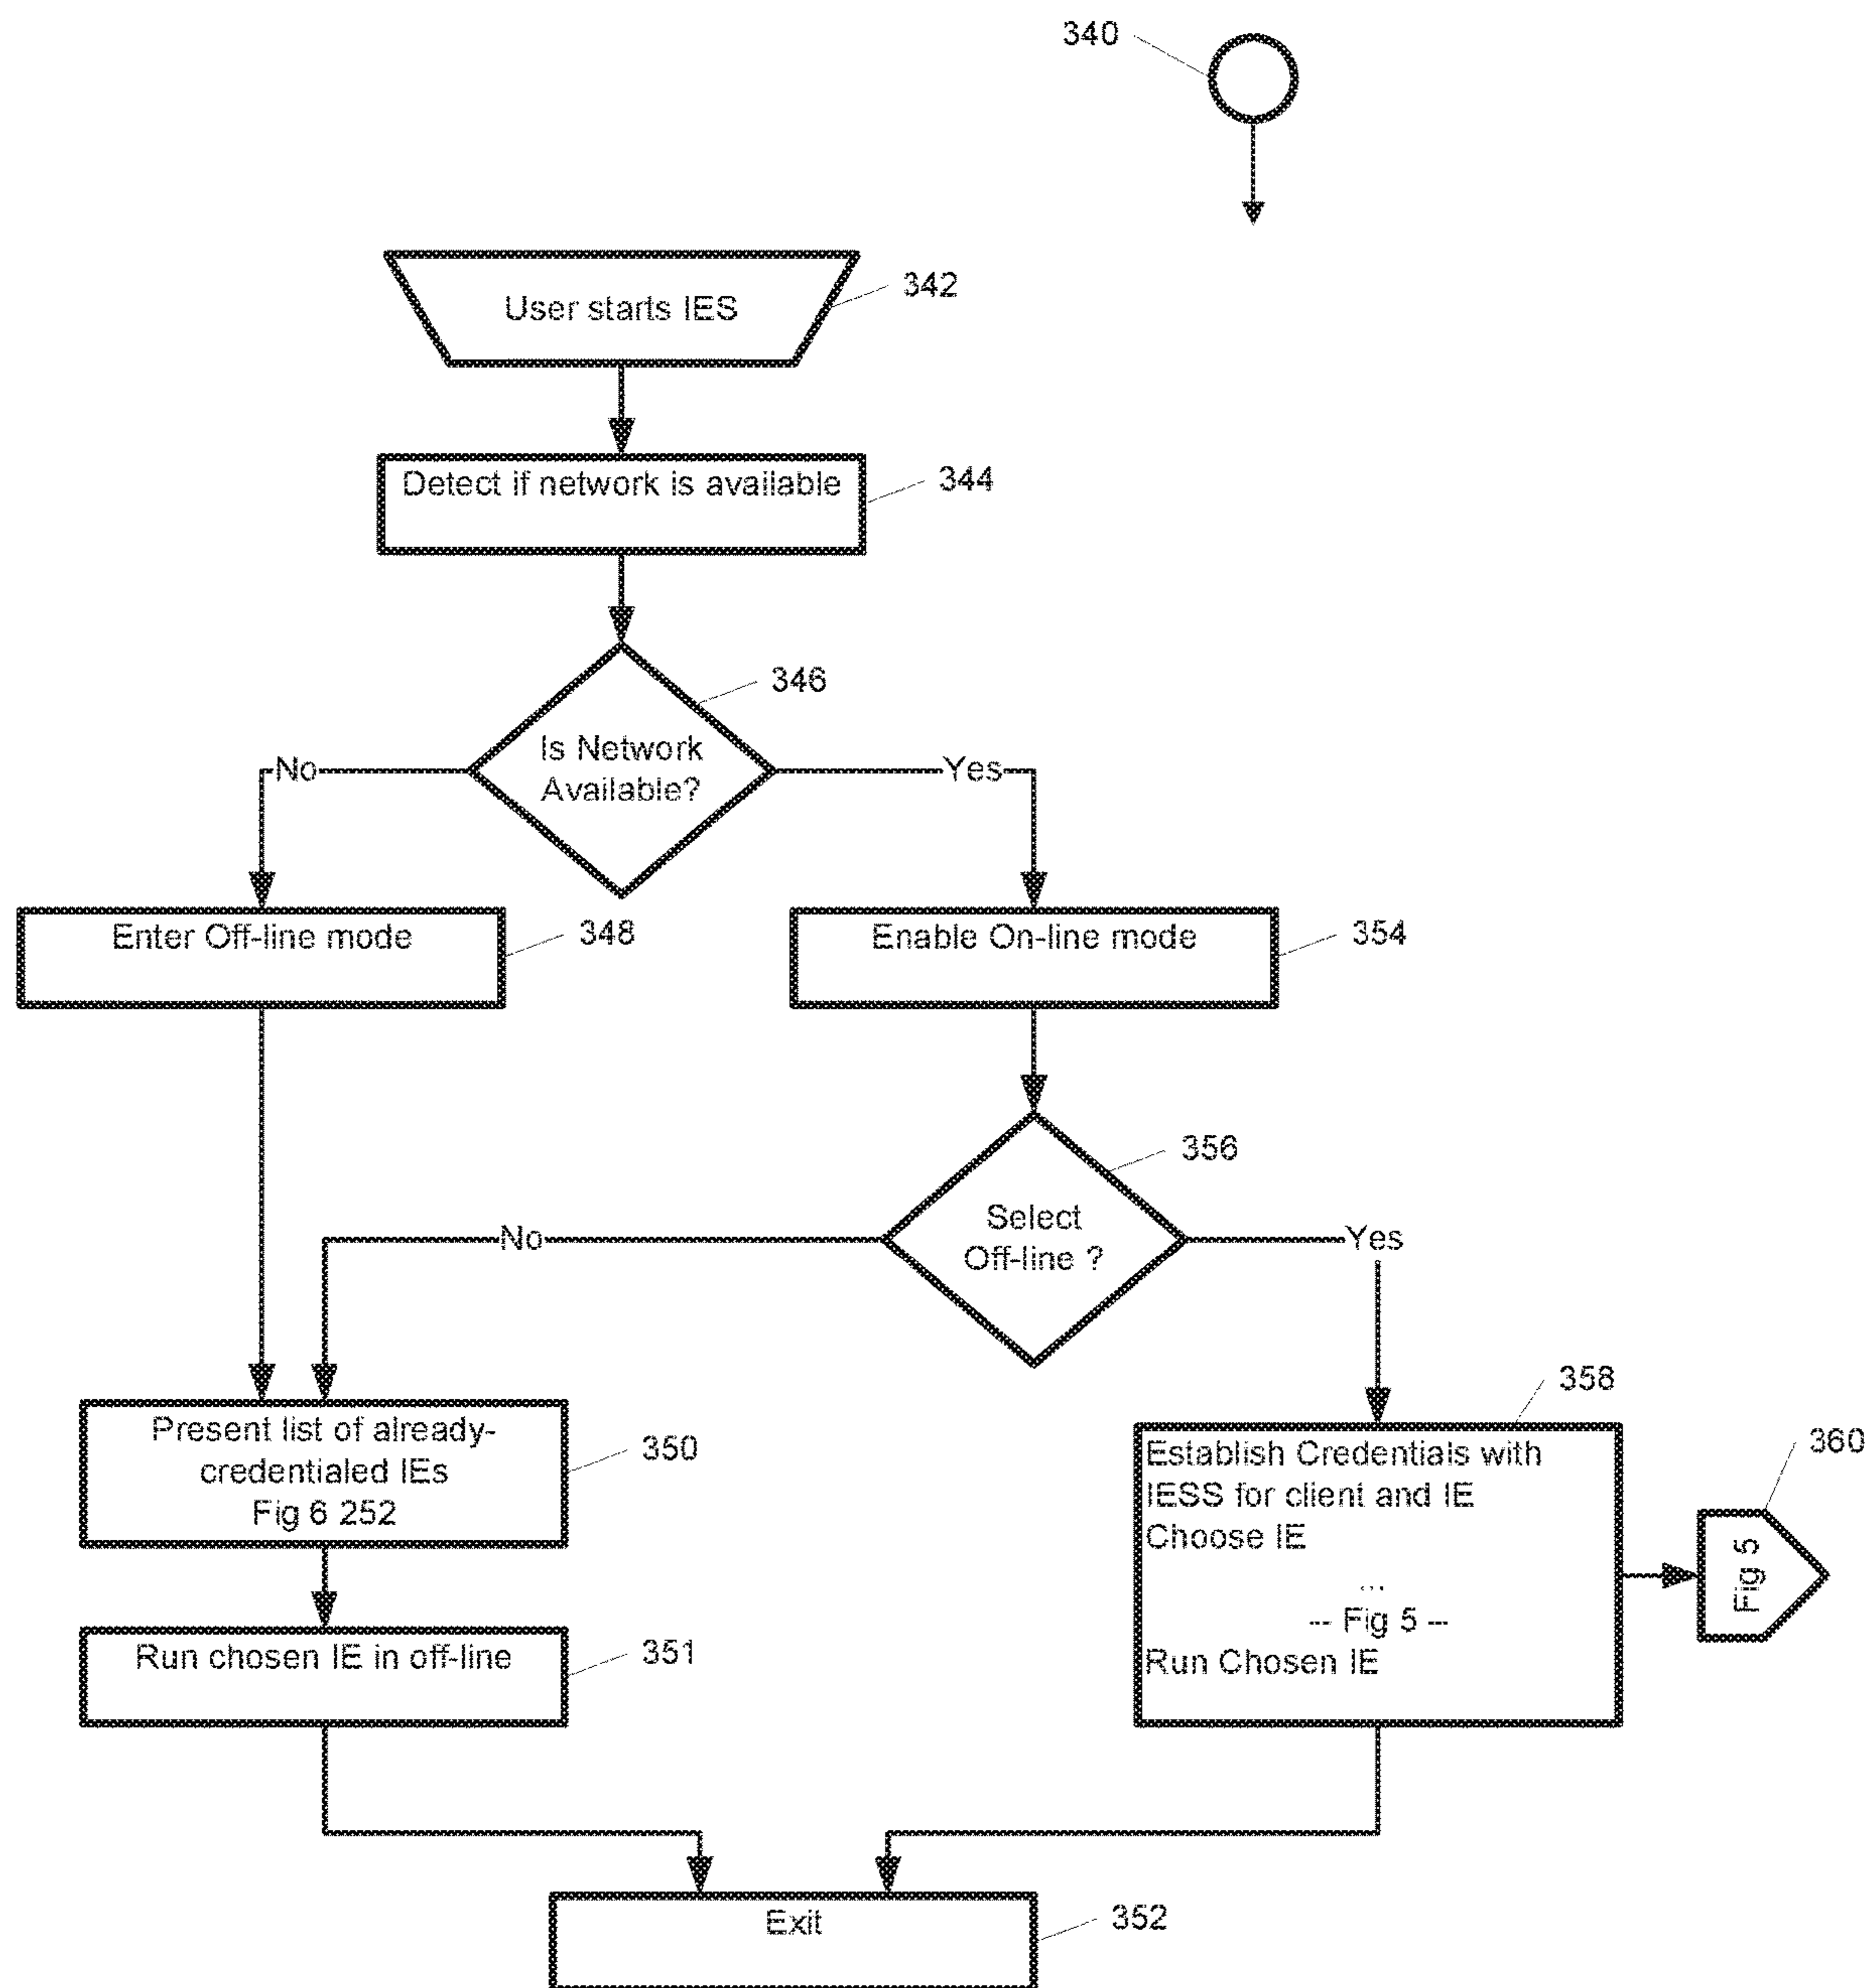 340
User starts IES
342
Detect if network is available
344
346
Is Network
Available?
No
Yes
Enter Off-line mode
348
Enable On-line mode
354
356
Select
Off-line ?
No
Yes
358
Present list of already-
credentialed IEs
Fig 6 252
350
Establish Credentials with
IESS for client and IE
Choose IE
...
-- Fig 5 --
Run Chosen IE
360
Fig 5
Run chosen IE in off-line
351
Exit
352